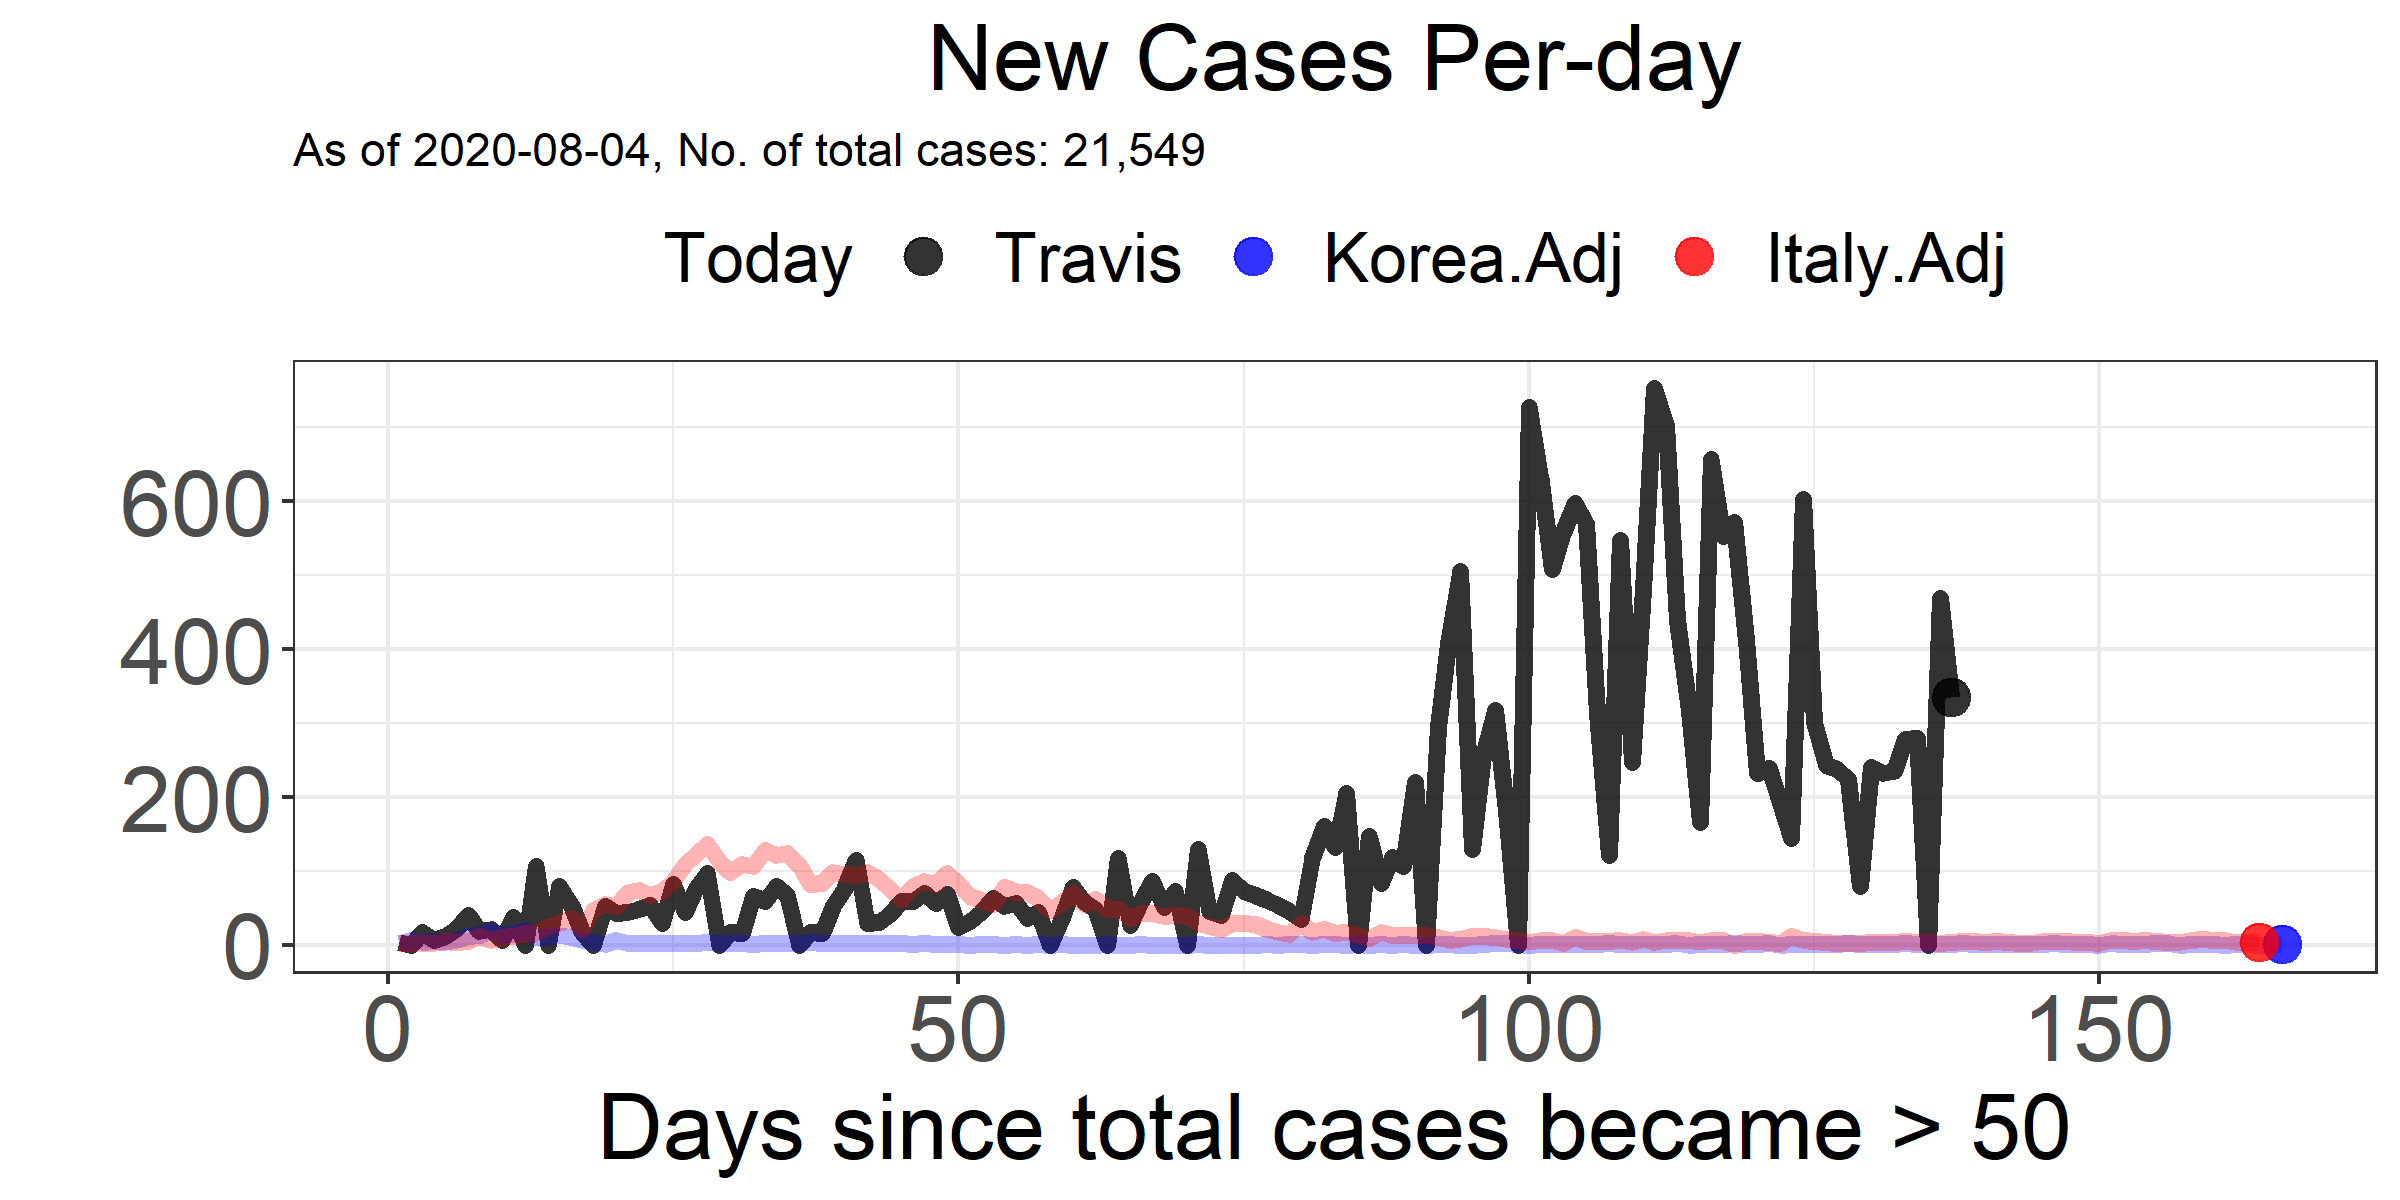 New Cases Per-day
As of 2020-08-04, No. of total cases: 21,549
Today Travis Korea.Adj Italy.Adj
600
400
200
0
0 50 100 150
Days since total cases became > 50